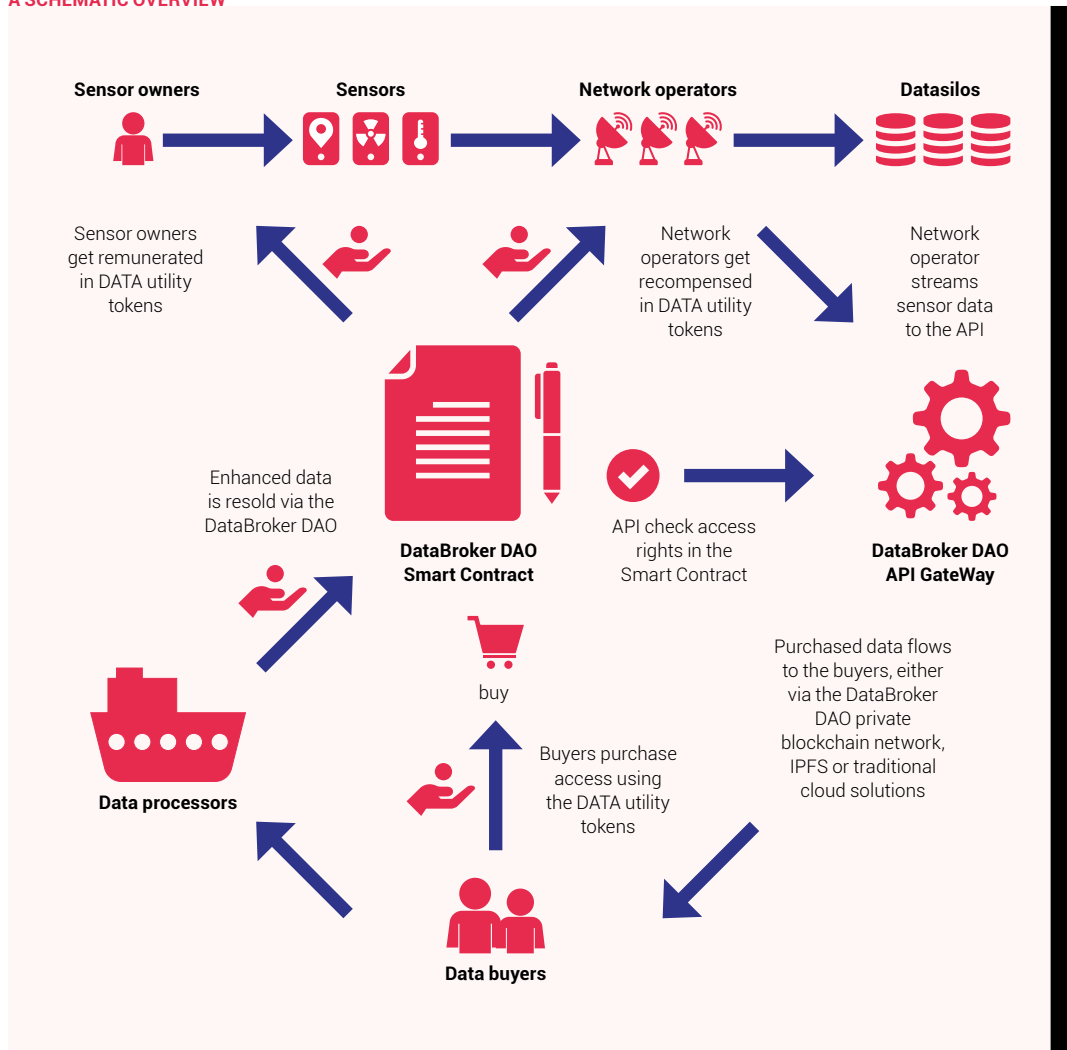 A SCHEMATIC OVERVIEW
Sensor owners
Sensors
Network operators
Datasilos
Sensor owners
get remunerated
in DATA utility
tokens
Network
operators get
recompensed
in DATA utility
tokens
Network
operator
streams
sensor data
to the API
Enhanced data
is resold via the
DataBroker DAO
DataBroker DAO
Smart Contract
API check access
rights in the
Smart Contract
DataBroker DAO
API GateWay
buy
Purchased data flows
to the buyers, either
via the DataBroker
DAO private
blockchain network,
IPFS or traditional
cloud solutions
Buyers purchase
access using
the DATA utility
tokens
Data processors
Data buyers